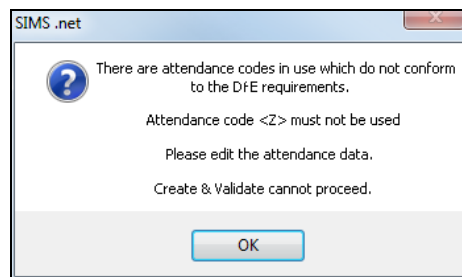 SIMS .net
There are attendance codes in use which do not conform
to the DfE requirements.
Attendance code <Z> must not be used
Please edit the attendance data.
Create & Validate cannot proceed.
OK